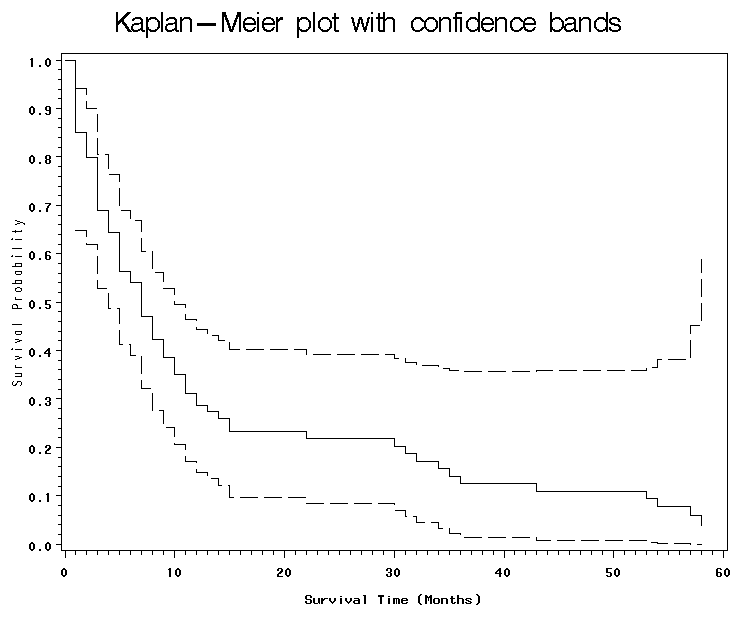 Kaplan-Meier plot with confidence bands
1.0
0.9
0.8
0.7
0.6
0.5
0.4
0.3
0.2
0.1
0.0
Survival Probability
0 10 20 30 40 50 60
Survival Time (Months)